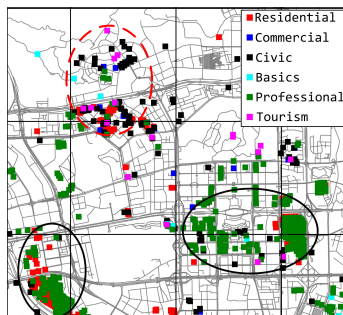 Residential
Commercial
Civic
Basics
Professional
Tourism